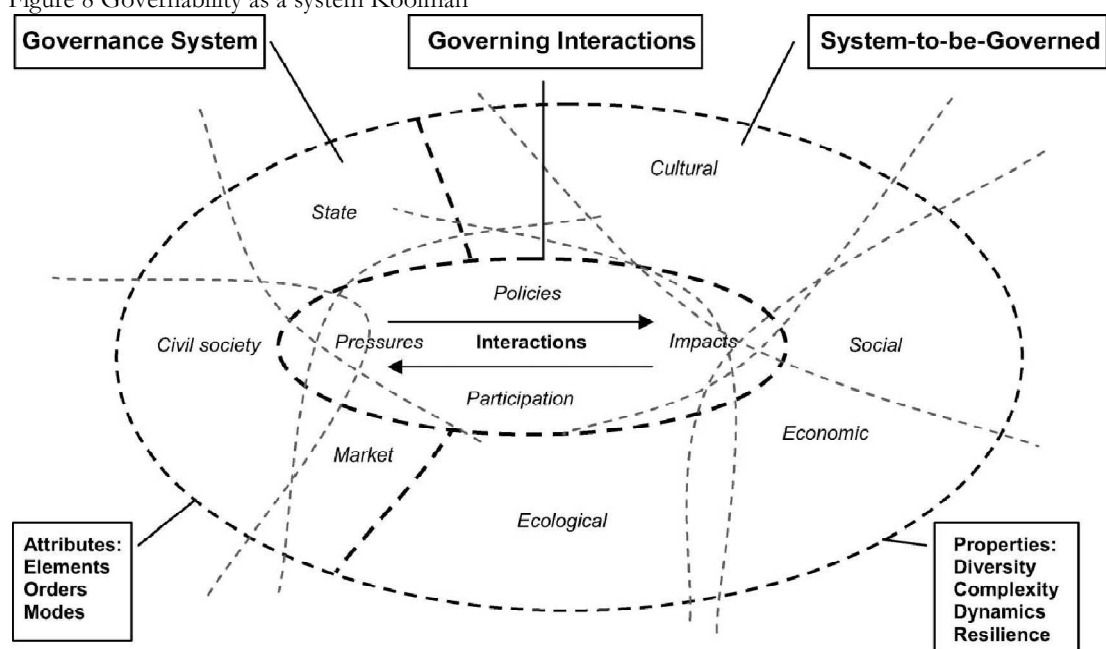 Figure 8 Governability as a system Kooiman
Governance System
Governing Interactions
System-to-be-Governed
Cultural
State
Policies
Civil society
Pressures
Interactions
Impacts
Social
Participation
Economic
Market
Ecological
Attributes:
Elements
Orders
Modes
Properties:
Diversity
Complexity
Dynamics
Resilience